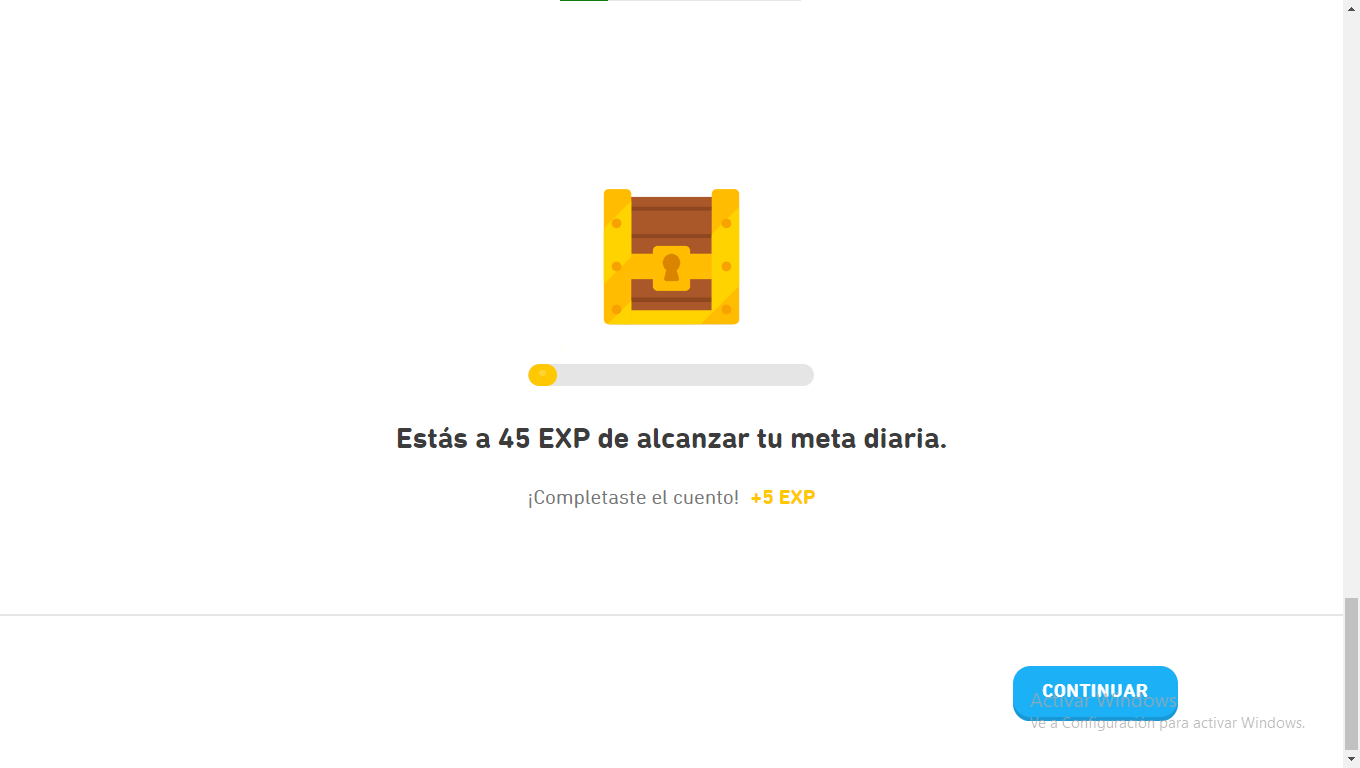 Estás a 45 EXP de alcanzar tu meta diaria.
¡Completaste el cuento! +5 EXP
CONTINUAR
Activar Windows
Ve a Configuración para activar Windows.